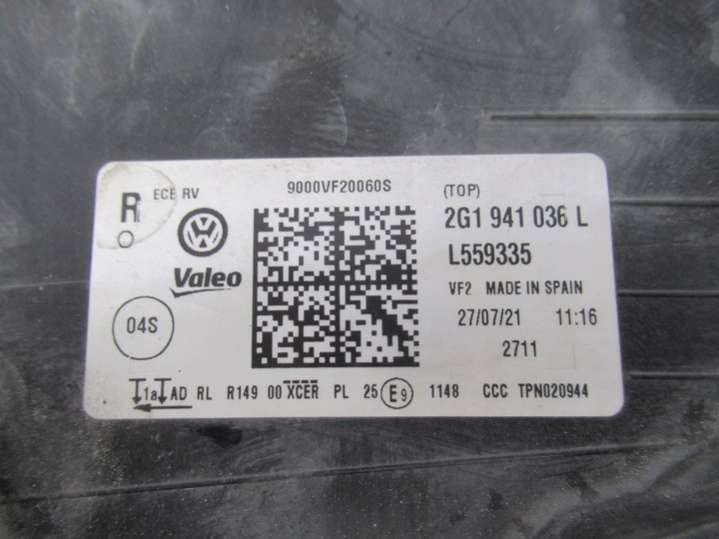 ECE RV 9000VF20060S (TOP)
R
O
VW
Valeo
2G1 941 036 L
L559335
VF2 MADE IN SPAIN
04S
27/07/21 11:16
2711
1a AD RL R149 00 XCER PL 25 E9 1148 CCC TPN020944